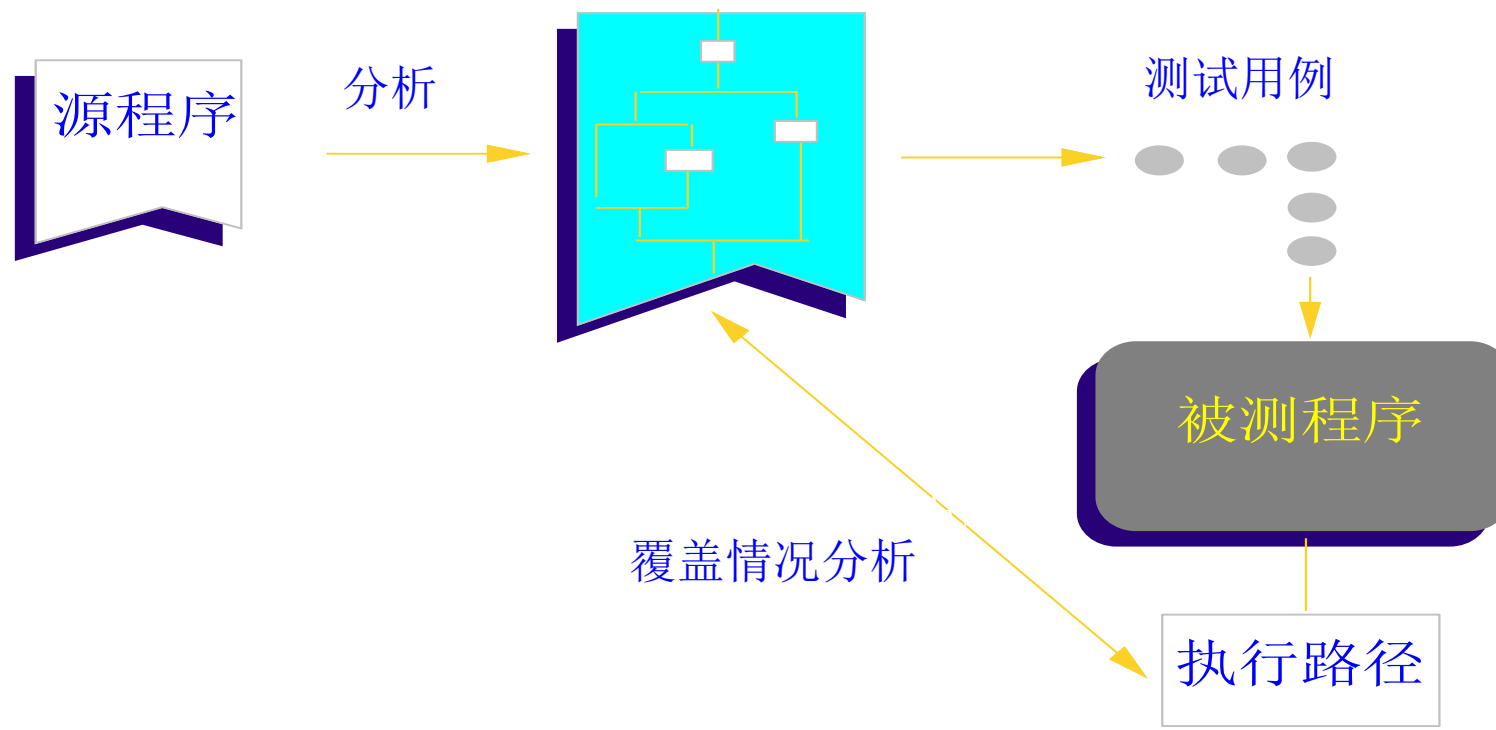 源程序
分析
测试用例
被测程序
覆盖情况分析
执行路径